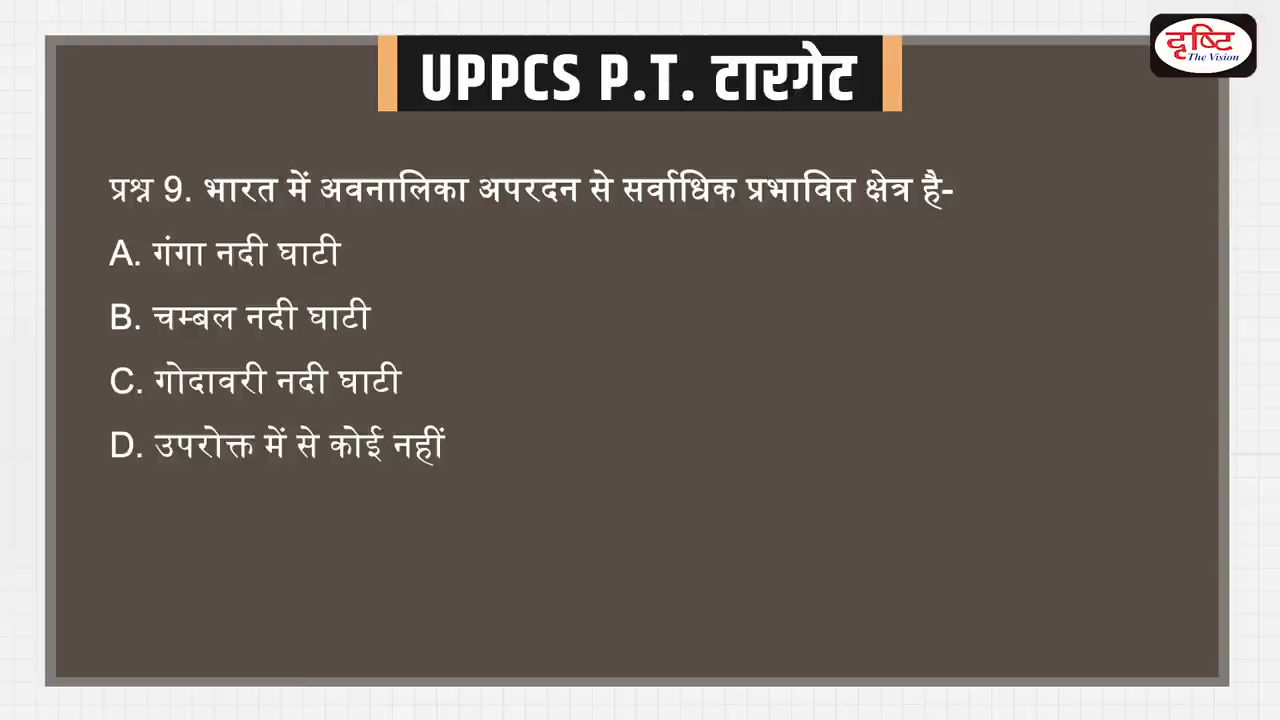 दृष्टि
The Vision
UPPCS P.T. टारगेट
प्रश्न 9. भारत में अवनालिका अपरदन से सर्वाधिक प्रभावित क्षेत्र है-
A. गंगा नदी घाटी
B. चम्बल नदी घाटी
C. गोदावरी नदी घाटी
D. उपरोक्त में से कोई नहीं